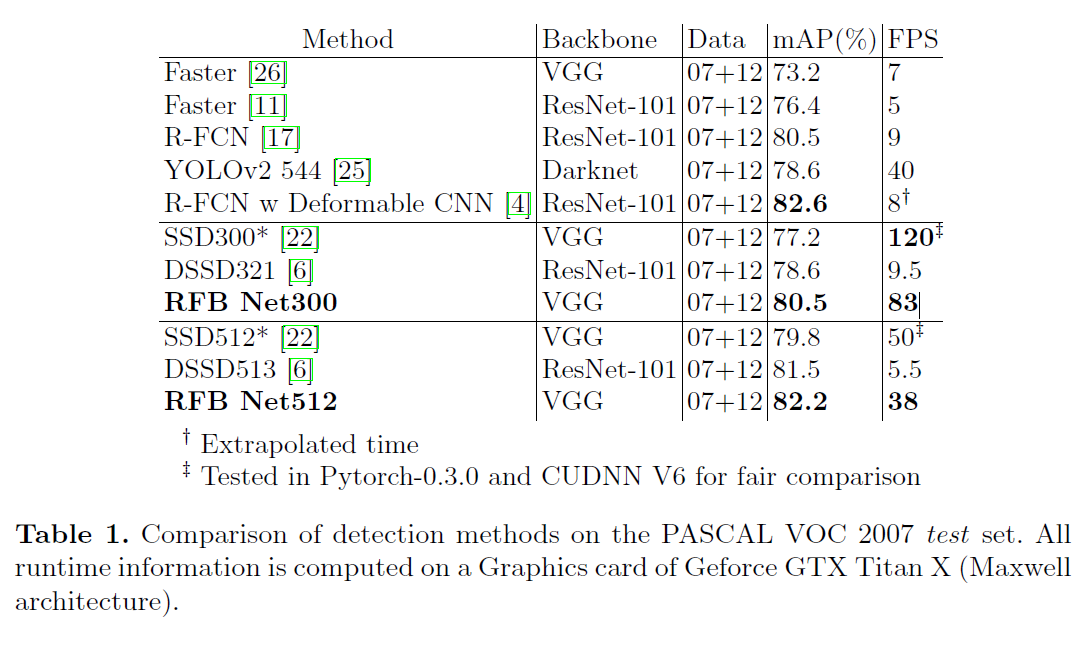 Method Backbone Data mAP(%) FPS
Faster [26] VGG 07+12 73.2 7
Faster [11] ResNet-101 07+12 76.4 5
R-FCN [17] ResNet-101 07+12 80.5 9
YOLOv2 544 [25] Darknet 07+12 78.6 40
R-FCN w Deformable CNN [4] ResNet-101 07+12 82.6 8†
SSD300* [22] VGG 07+12 77.2 120‡
DSSD321 [6] ResNet-101 07+12 78.6 9.5
RFB Net300 VGG 07+12 80.5 83
SSD512* [22] VGG 07+12 79.8 50‡
DSSD513 [6] ResNet-101 07+12 81.5 5.5
RFB Net512 VGG 07+12 82.2 38
† Extrapolated time
‡ Tested in Pytorch-0.3.0 and CUDNN V6 for fair comparison
Table 1. Comparison of detection methods on the PASCAL VOC 2007 test set. All
runtime information is computed on a Graphics card of Geforce GTX Titan X (Maxwell
architecture).